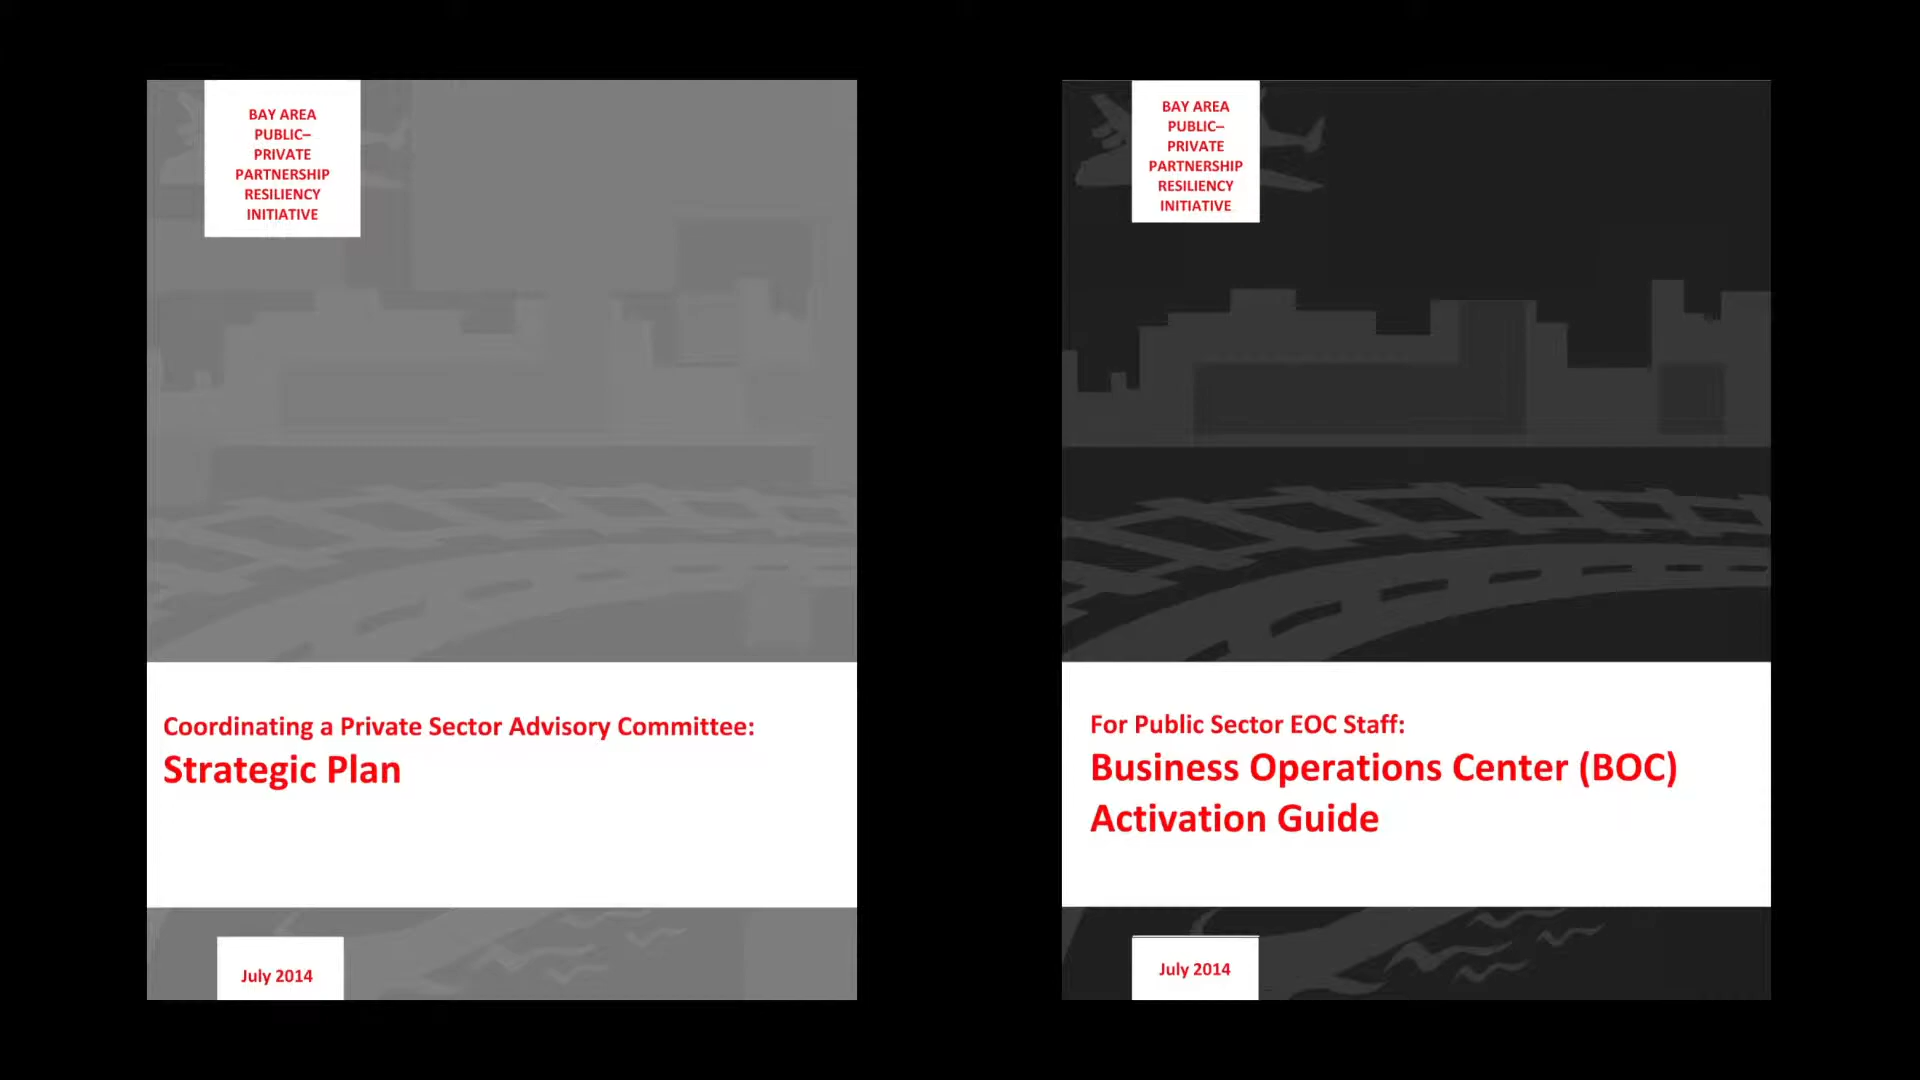 BAY AREA
PUBLIC–
PRIVATE
PARTNERSHIP
RESILIENCY
INITIATIVE
Coordinating a Private Sector Advisory Committee:
Strategic Plan
July 2014
BAY AREA
PUBLIC–
PRIVATE
PARTNERSHIP
RESILIENCY
INITIATIVE
For Public Sector EOC Staff:
Business Operations Center (BOC)
Activation Guide
July 2014